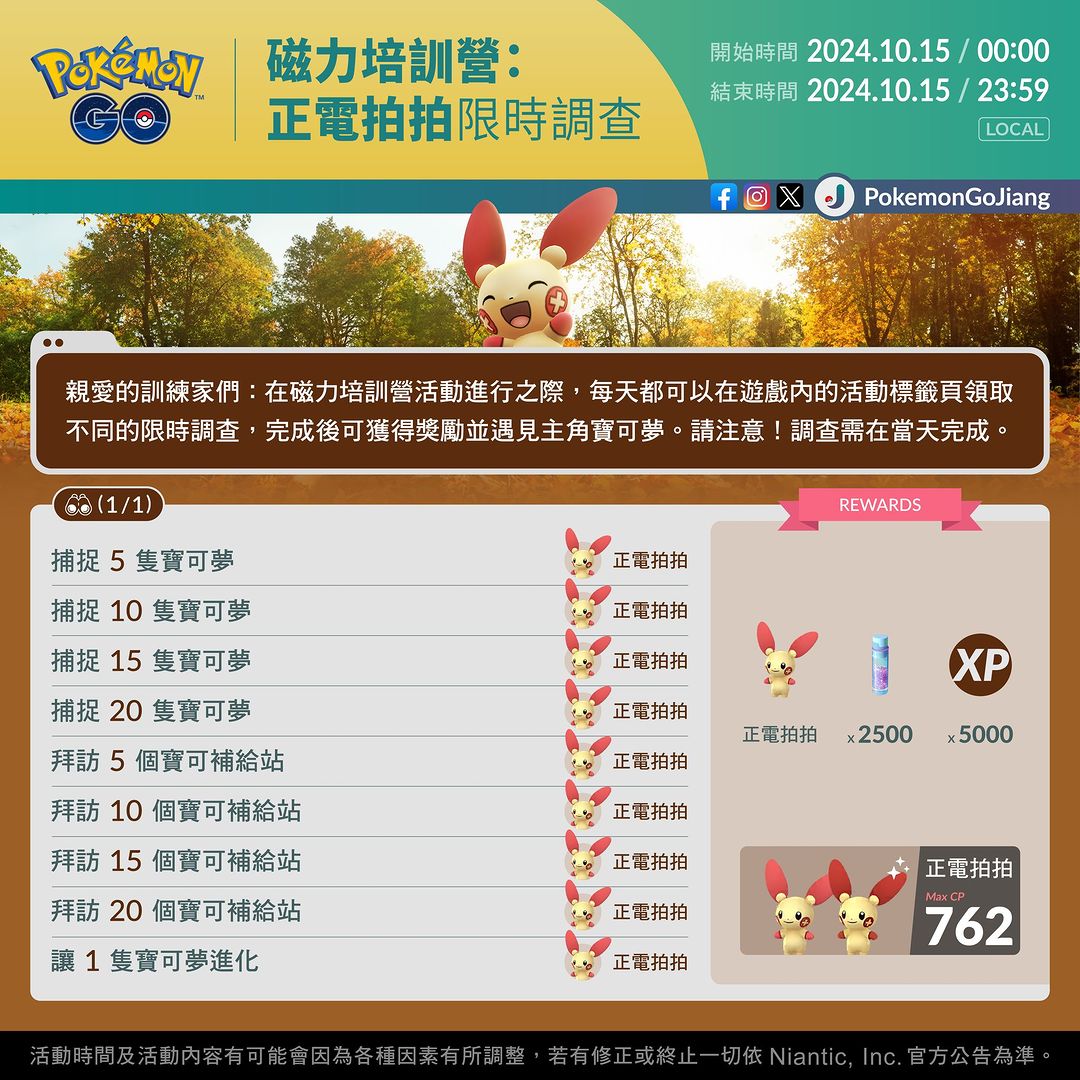 POKÉMON GO TM
磁力培訓營：
正電拍拍限時調查
開始時間 2024.10.15 / 00:00
結束時間 2024.10.15 / 23:59
LOCAL
PokemonGoJiang
親愛的訓練家們：在磁力培訓營活動進行之際，每天都可以在遊戲內的活動標籤頁領取
不同的限時調查，完成後可獲得獎勵並遇見主角寶可夢。請注意！調查需在當天完成。
(1/1)
捕捉 5 隻寶可夢 正電拍拍
捕捉 10 隻寶可夢 正電拍拍
捕捉 15 隻寶可夢 正電拍拍
捕捉 20 隻寶可夢 正電拍拍
拜訪 5 個寶可補給站 正電拍拍
拜訪 10 個寶可補給站 正電拍拍
拜訪 15 個寶可補給站 正電拍拍
拜訪 20 個寶可補給站 正電拍拍
讓 1 隻寶可夢進化 正電拍拍
REWARDS
XP
正電拍拍 x2500 x5000
正電拍拍
Max CP
762
活動時間及活動內容有可能會因為各種因素有所調整，若有修正或終止一切依 Niantic, Inc. 官方公告為準。